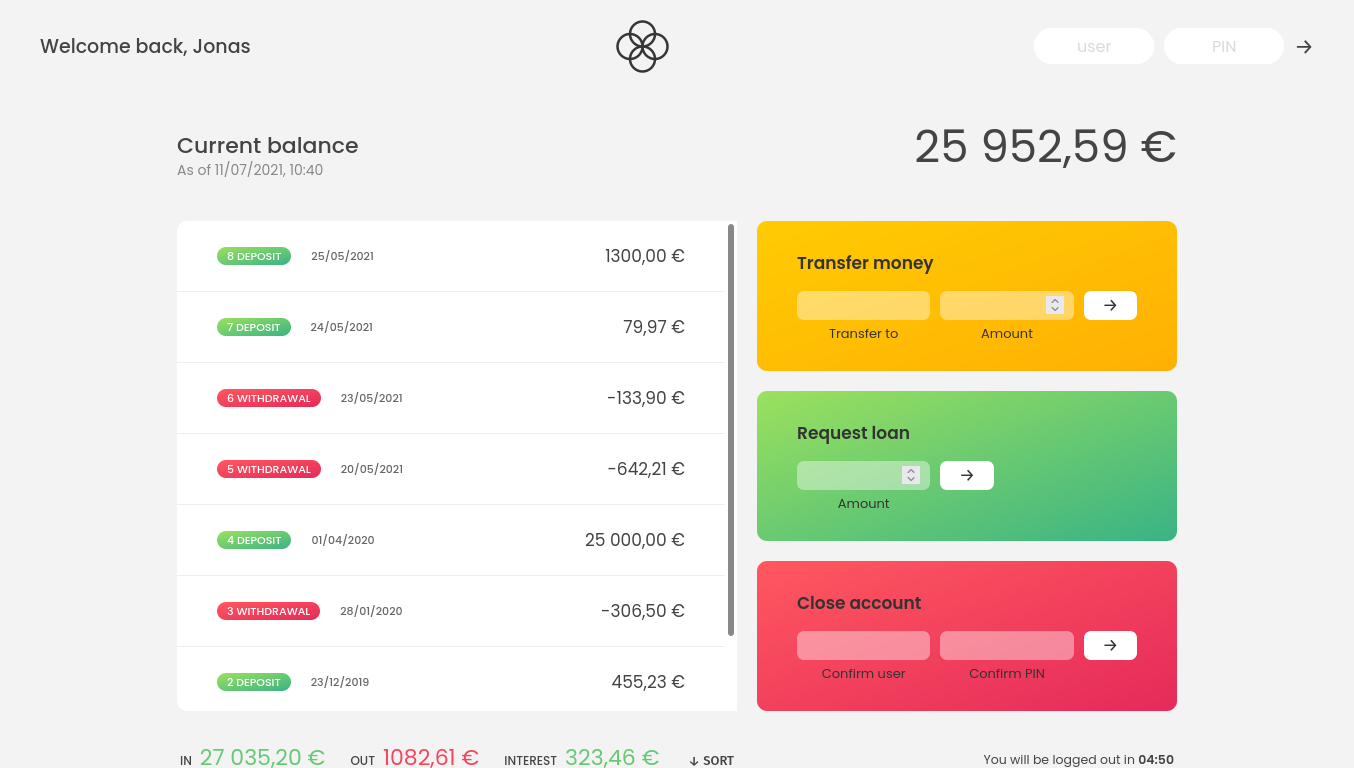 Welcome back, Jonas
user
PIN
Current balance
25 952,59 €
As of 11/07/2021, 10:40
8 DEPOSIT 25/05/2021 1300,00 €
7 DEPOSIT 24/05/2021 79,97 €
6 WITHDRAWAL 23/05/2021 -133,90 €
5 WITHDRAWAL 20/05/2021 -642,21 €
4 DEPOSIT 01/04/2020 25 000,00 €
3 WITHDRAWAL 28/01/2020 -306,50 €
2 DEPOSIT 23/12/2019 455,23 €
Transfer money
Transfer to
Amount
Request loan
Amount
Close account
Confirm user
Confirm PIN
IN 27 035,20 € OUT 1082,61 € INTEREST 323,46 € ↓ SORT
You will be logged out in 04:50